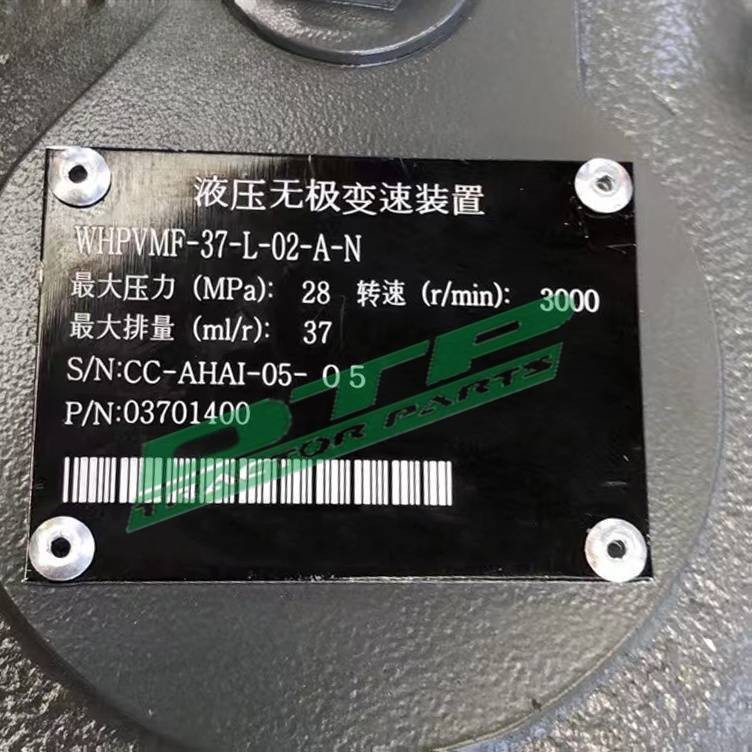 液压无极变速装置
WHPVMF-37-L-02-A-N
最大压力 (MPa): 28 转速 (r/min): 3000
最大排量 (ml/r): 37
S/N:CC-AHAI-05- 05
P/N:03701400
DTP
TRACTOR PARTS